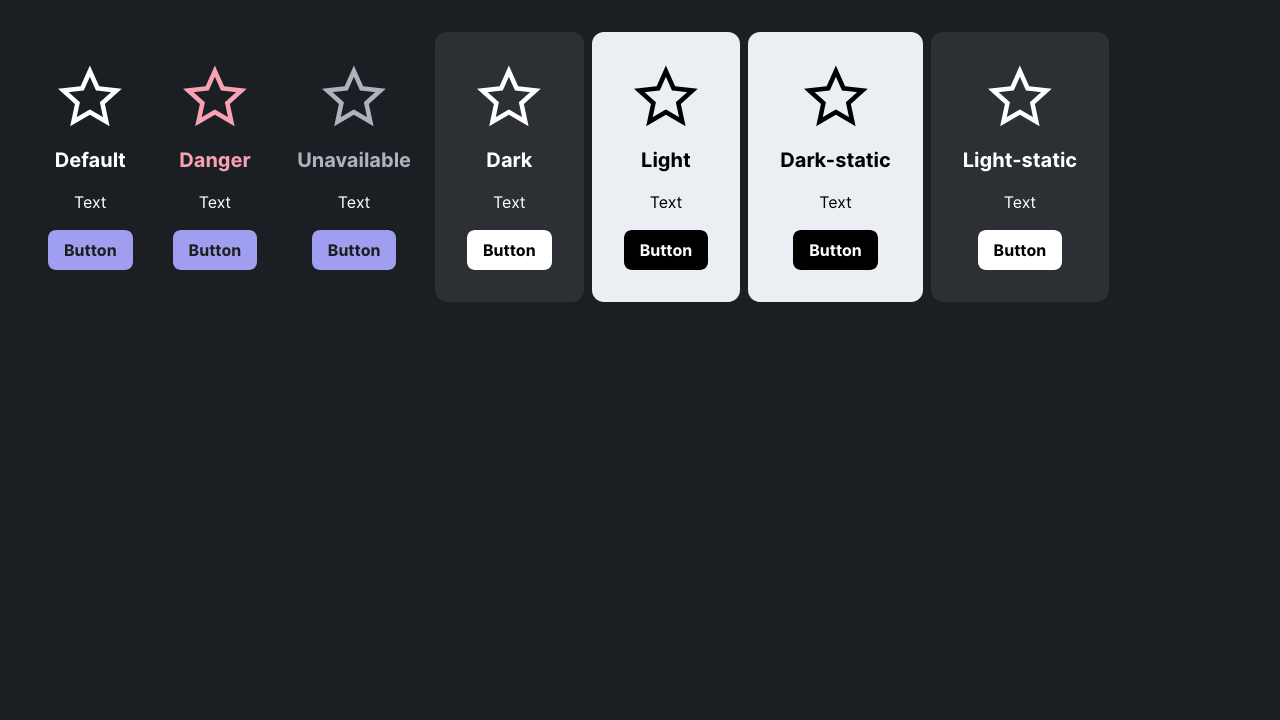 Default
Text
Button
Danger
Text
Button
Unavailable
Text
Button
Dark
Text
Button
Light
Text
Button
Dark-static
Text
Button
Light-static
Text
Button